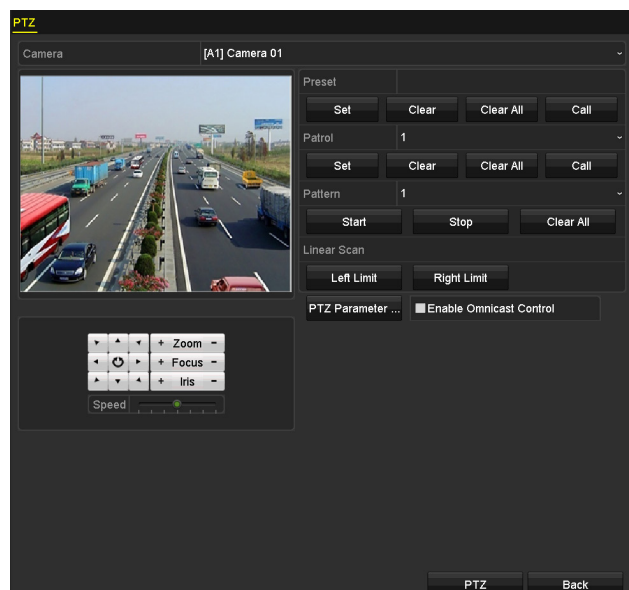 PTZ
Camera [A1] Camera 01
Preset
Set Clear Clear All Call
Patrol 1
Set Clear Clear All Call
Pattern 1
Start Stop Clear All
Linear Scan
Left Limit Right Limit
PTZ Parameter ... Enable Omnicast Control
+ Zoom -
+ Focus -
+ Iris -
Speed
PTZ Back